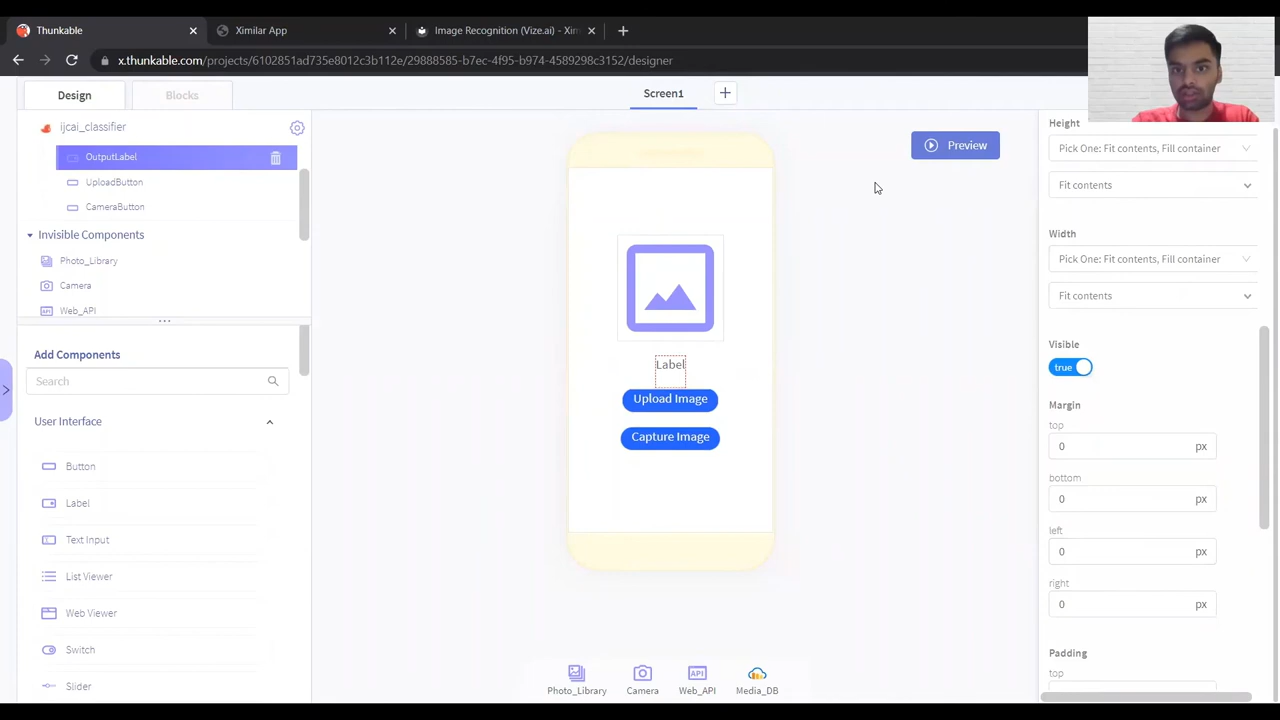 Thunkable
Ximilar App
Image Recognition (Vize.ai) - Xim
x.thunkable.com/projects/6102851ad735e8012c3b112e/29888585-b7ec-4f95-b974-4589298c3152/designer
Design
Blocks
Screen1
ijcai_classifier
OutputLabel
UploadButton
CameraButton
Invisible Components
Photo_Library
Camera
Web_API
Add Components
Search
User Interface
Button
Label
Text Input
List Viewer
Web Viewer
Switch
Slider
Preview
Label
Upload Image
Capture Image
Photo_Library
Camera
API
Web_API
Media_DB
Height
Pick One: Fit contents, Fill container
Fit contents
Width
Pick One: Fit contents, Fill container
Fit contents
Visible
true
Margin
top
0 px
bottom
0 px
left
0 px
right
0 px
Padding
top